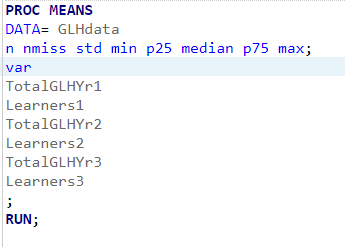 PROC MEANS
DATA= GLHdata
n nmiss std min p25 median p75 max;
var
TotalGLHYr1
Learners1
TotalGLHYr2
Learners2
TotalGLHYr3
Learners3
;
RUN;